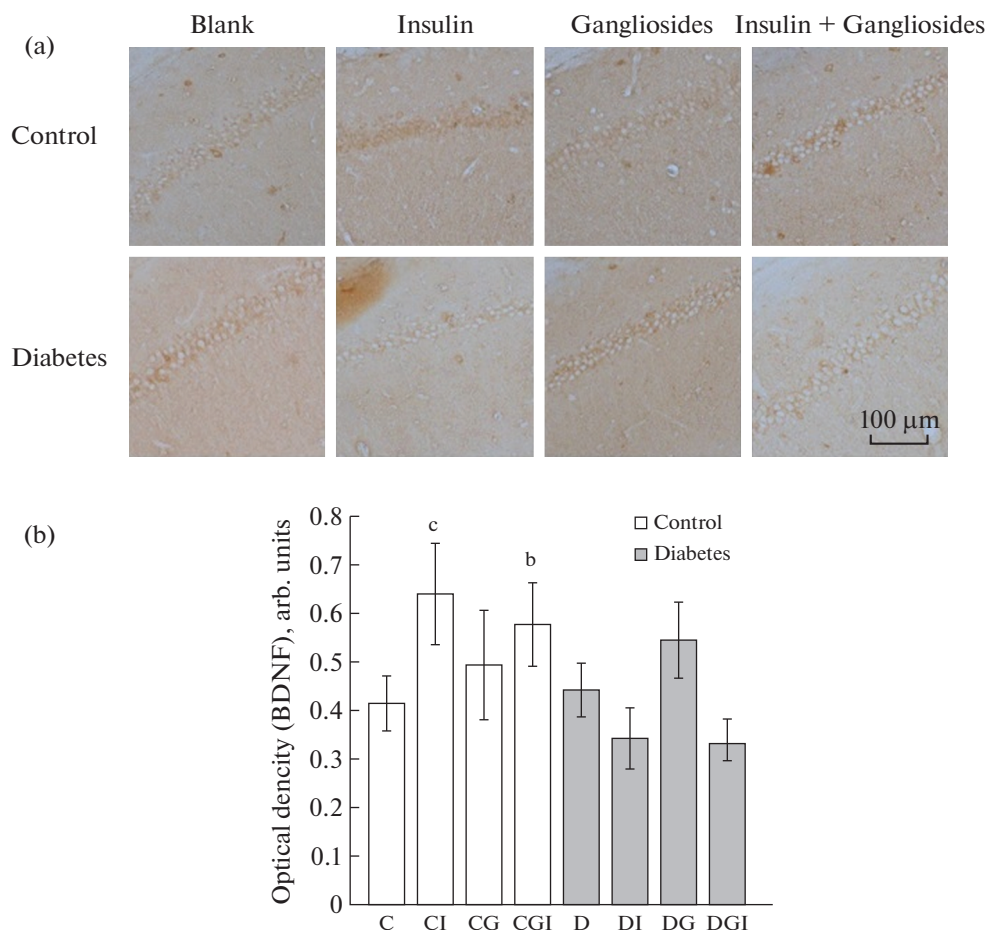 (a)
Blank
Insulin
Gangliosides
Insulin + Gangliosides
Control
Diabetes
100 μm
(b)
Optical dencity (BDNF), arb. units
0.8
0.7
0.6
0.5
0.4
0.3
0.2
0.1
0
c
b
Control
Diabetes
C CI CG CGI D DI DG DGI